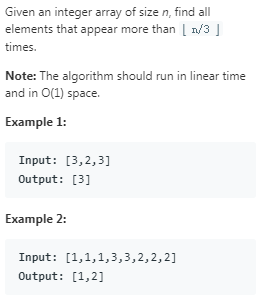 Given an integer array of size n, find all
elements that appear more than ⌊ n/3 ⌋
times.
Note: The algorithm should run in linear time
and in O(1) space.
Example 1:
Input: [3,2,3]
Output: [3]
Example 2:
Input: [1,1,1,3,3,2,2,2]
Output: [1,2]